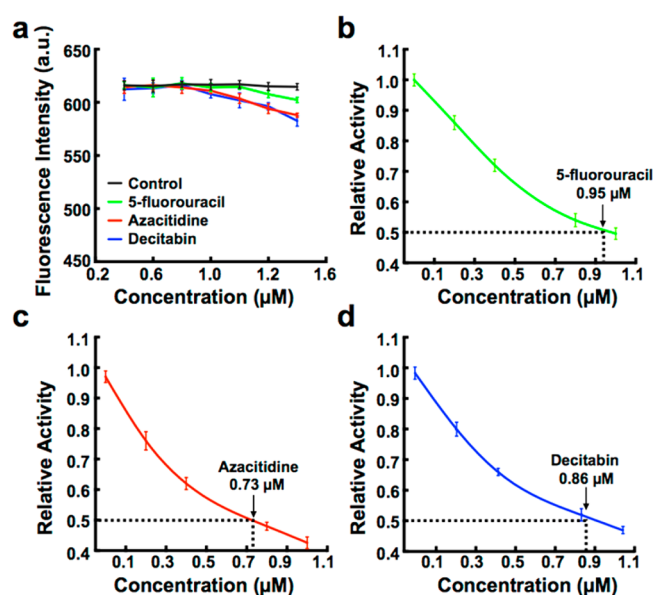 a
Fluorescence Intensity (a.u.)
650
600
550
500
450
Control
5-fluorouracil
Azacitidine
Decitabin
0.2 0.6 1.0 1.2 1.6
Concentration (µM)
b
Relative Activity
1.1
1.0
0.9
0.8
0.7
0.6
0.5
0.4
5-fluorouracil
0.95 µM
0.1 0.3 0.5 0.7 0.9 1.1
Concentration (µM)
c
Relative Activity
1.1
1.0
0.9
0.8
0.7
0.6
0.5
0.4
Azacitidine
0.73 µM
0.1 0.3 0.5 0.7 0.9 1.1
Concentration (µM)
d
Relative Activity
1.1
1.0
0.9
0.8
0.7
0.6
0.5
0.4
Decitabin
0.86 µM
0.1 0.3 0.5 0.7 0.9 1.1
Concentration (µM)